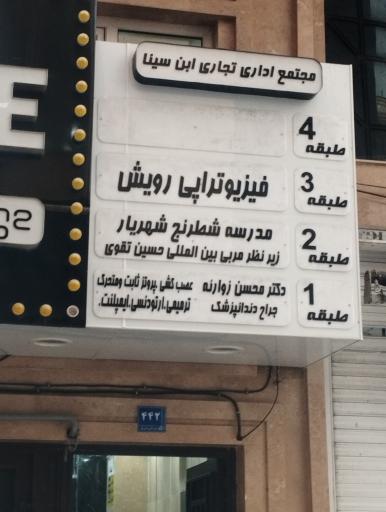 مجتمع اداری تجاری ابن سینا
طبقه 4
طبقه 3
فیزیوتراپی رویش
طبقه 2
مدرسه شطرنج شهریار
زیر نظر مربی بین المللی حسین تقوی
طبقه 1
دکتر محسن زوارنه
جراح دندانپزشک
عصب کشی پروتز ثابت ومتحرک
ترمیمی.ارتودنسی.ایمپلنت.
E
۴۴۲